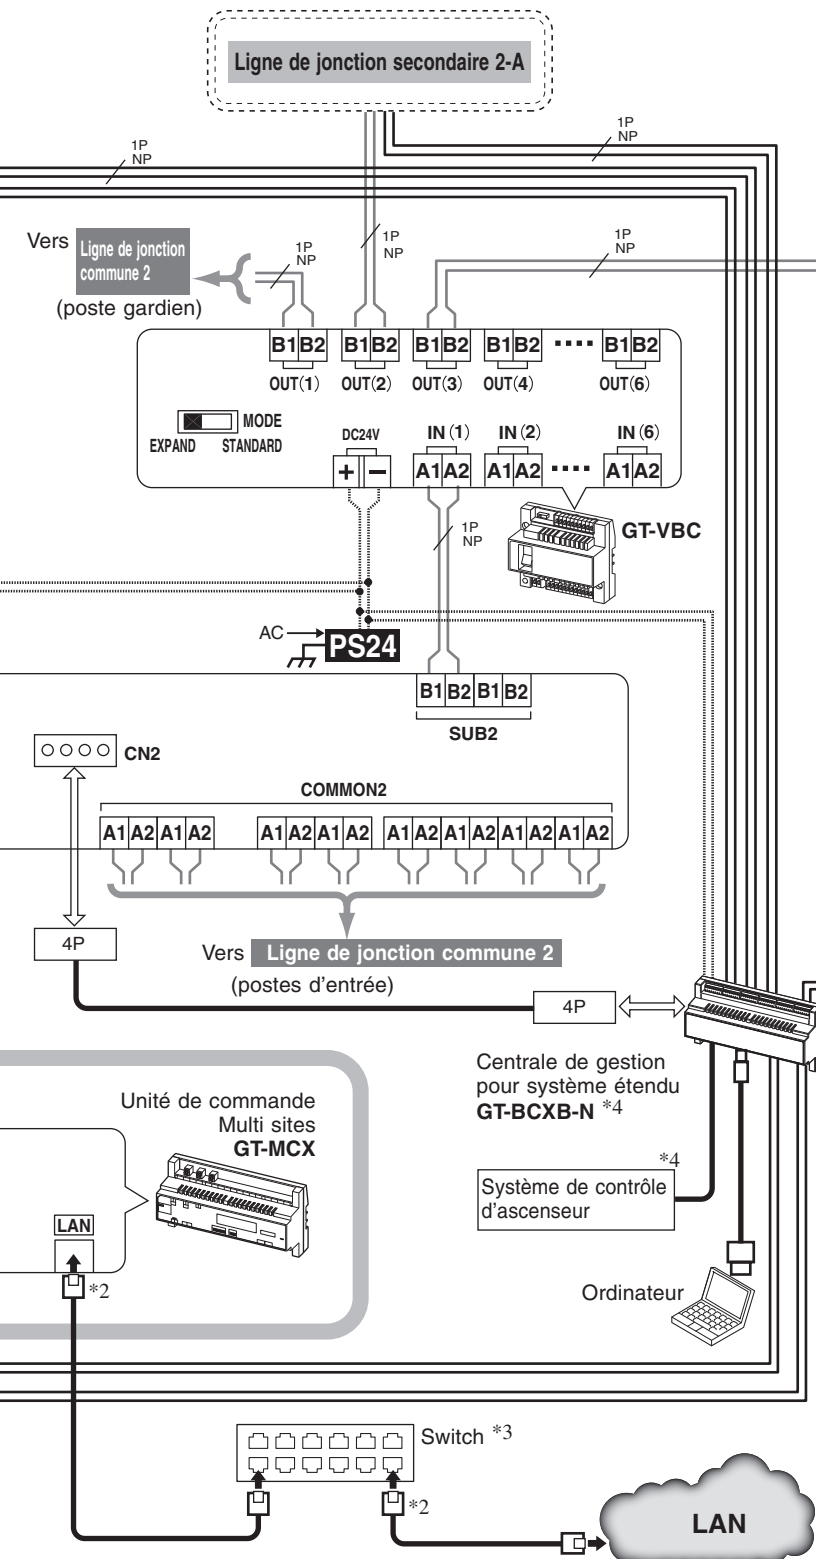 Ligne de jonction secondaire 2-A
1P
NP
1P
NP
Vers
Ligne de jonction
commune 2
(poste gardien)
1P
NP
1P
NP
1P
NP
B1 B2 B1 B2 B1 B2 B1 B2 B1 B2
OUT(1) OUT(2) OUT(3) OUT(4) OUT(6)
MODE
EXPAND STANDARD
DC24V
IN (1) IN (2) IN (6)
+ −
A1 A2 A1 A2 A1 A2
1P
NP
GT-VBC
AC
PS24
B1 B2 B1 B2
SUB2
CN2
COMMON2
A1 A2 A1 A2 A1 A2 A1 A2 A1 A2 A1 A2 A1 A2 A1 A2
4P
Vers Ligne de jonction commune 2
(postes d'entrée)
4P
Centrale de gestion
pour système étendu
GT-BCXB-N *4
Unité de commande
Multi sites
GT-MCX
*4
Système de contrôle
d'ascenseur
LAN
*2
Ordinateur
Switch *3
*2
LAN